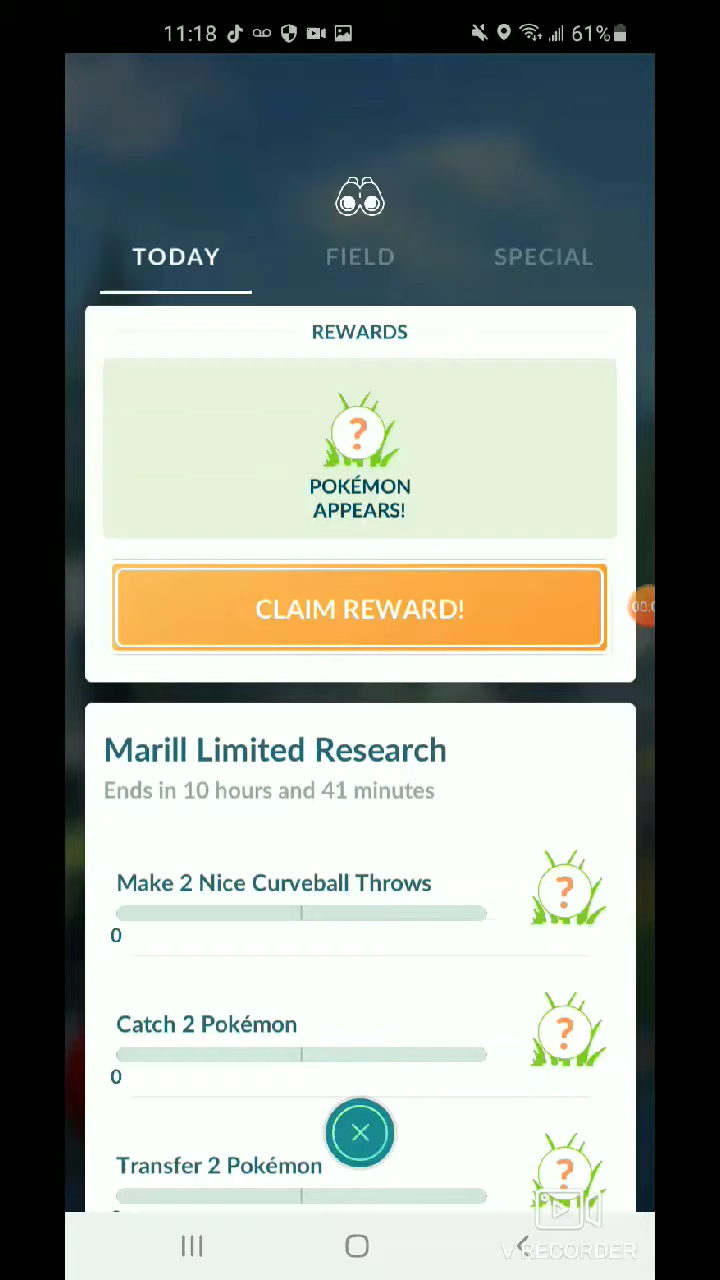 11:18
61%
TODAY
FIELD
SPECIAL
REWARDS
?
POKÉMON
APPEARS!
CLAIM REWARD!
Marill Limited Research
Ends in 10 hours and 41 minutes
Make 2 Nice Curveball Throws
?
0
Catch 2 Pokémon
?
0
Transfer 2 Pokémon
?
V RECORDER